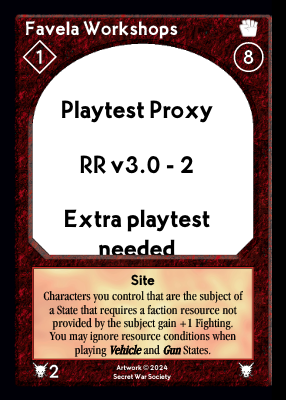 Favela Workshops
1
8
Playtest Proxy
RR v3.0 - 2
Extra playtest
needed
Site
Characters you control that are the subject of
a State that requires a faction resource not
provided by the subject gain +1 Fighting.
You may ignore resource conditions when
playing Vehicle and Gun States.
2
Artwork © 2024
Secret War Society